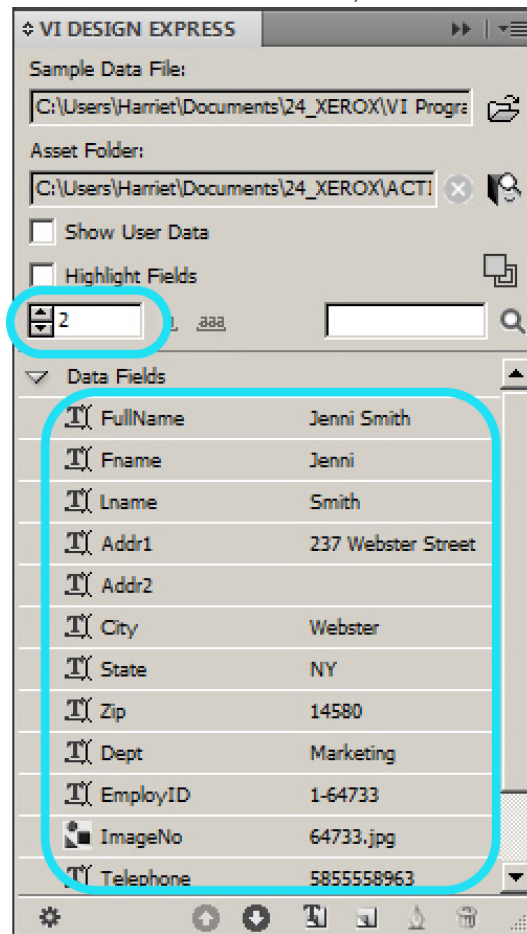 VI DESIGN EXPRESS
Sample Data File:
C:\Users\Harriet\Documents\24_XEROX\VI Progra
Asset Folder:
C:\Users\Harriet\Documents\24_XEROX\ACTI
Show User Data
Highlight Fields
2 aaa
Data Fields
FullName Jenni Smith
Fname Jenni
Lname Smith
Addr1 237 Webster Street
Addr2
City Webster
State NY
Zip 14580
Dept Marketing
EmployID 1-64733
ImageNo 64733.jpg
Telephone 5855558963